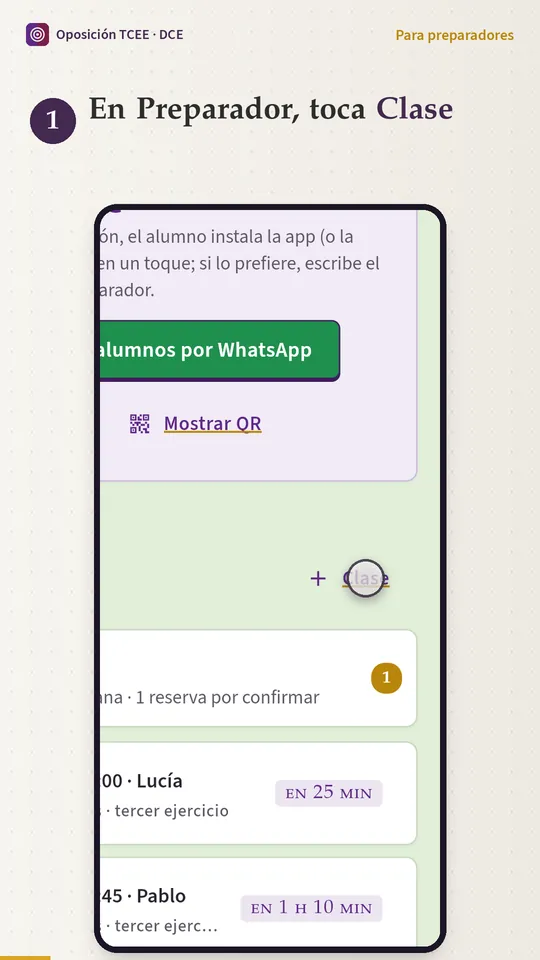 Oposición TCEE · DCE
Para preparadores
1 En Preparador, toca Clase
ón, el alumno instala la app (o la
en un toque; si lo prefiere, escribe el
arador.
alumnos por WhatsApp
Mostrar QR
+ Clase
1
ana · 1 reserva por confirmar
:00 · Lucía
EN 25 MIN
· tercer ejercicio
:45 · Pablo
EN 1 H 10 MIN
· tercer ejerc…